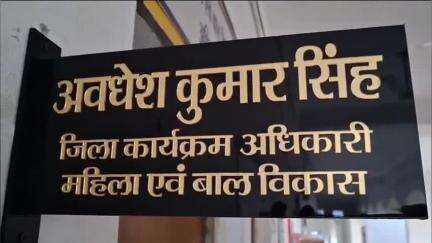 अवधेश कुमार सिंह
जिला कार्यक्रम अधिकारी
महिला एवं बाल विकास